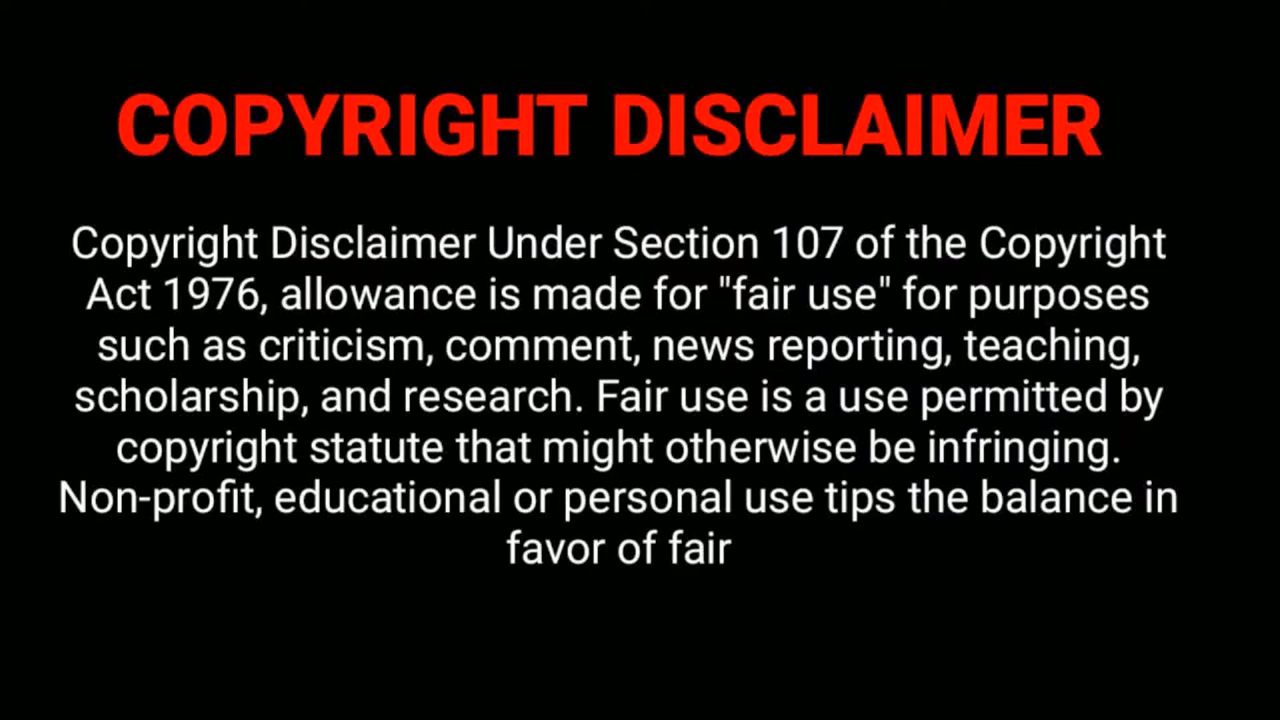 COPYRIGHT DISCLAIMER
Copyright Disclaimer Under Section 107 of the Copyright
Act 1976, allowance is made for "fair use" for purposes
such as criticism, comment, news reporting, teaching,
scholarship, and research. Fair use is a use permitted by
copyright statute that might otherwise be infringing.
Non-profit, educational or personal use tips the balance in
favor of fair